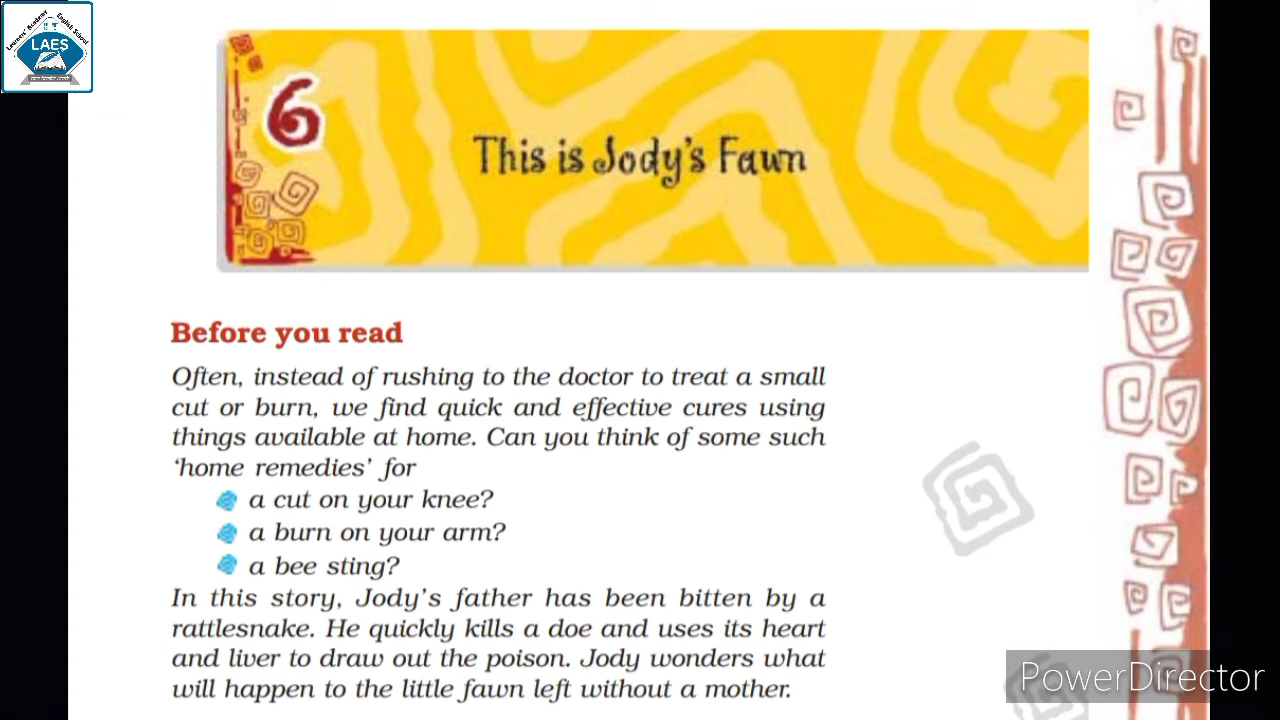 Learners' Academy English School
LAES
6
This is Jody's Fawn
Before you read
Often, instead of rushing to the doctor to treat a small
cut or burn, we find quick and effective cures using
things available at home. Can you think of some such
‘home remedies’ for
a cut on your knee?
a burn on your arm?
a bee sting?
In this story, Jody’s father has been bitten by a
rattlesnake. He quickly kills a doe and uses its heart
and liver to draw out the poison. Jody wonders what
will happen to the little fawn left without a mother.
PowerDirector